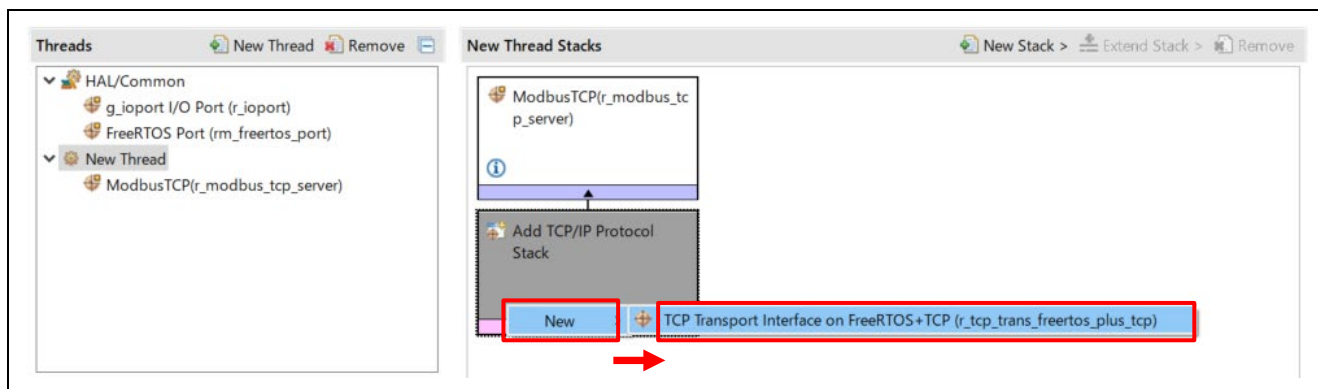 Threads
New Thread
Remove
HAL/Common
g_ioport I/O Port (r_ioport)
FreeRTOS Port (rm_freertos_port)
New Thread
ModbusTCP(r_modbus_tcp_server)
New Thread Stacks
New Stack >
Extend Stack >
Remove
ModbusTCP(r_modbus_tc
p_server)
Add TCP/IP Protocol
Stack
New
TCP Transport Interface on FreeRTOS+TCP (r_tcp_trans_freertos_plus_tcp)